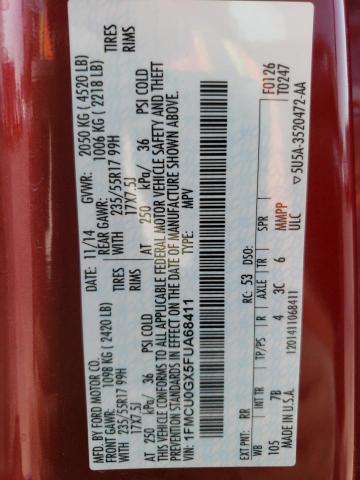 MFD. BY FORD MOTOR CO.
DATE: 11/14 GVWR: 2050 KG ( 4520 LB)
FRONT GAWR: 1098 KG ( 2420 LB) REAR GAWR: 1006 KG ( 2218 LB)
235/55R17 99H WITH 235/55R17 99H TIRES
17X7.5J WITH 17X7.5J RIMS
AT 250 kPa/ 36 PSI COLD AT 250 kPa/ 36 PSI COLD
THIS VEHICLE CONFORMS TO ALL APPLICABLE FEDERAL MOTOR VEHICLE SAFETY AND THEFT
PREVENTION STANDARDS IN EFFECT ON THE DATE OF MANUFACTURE SHOWN ABOVE.
VIN: 1FMCU0GX5FUA68411 MPV
F0126
T0247
EXT PNT: RR RC: 53 DSO:
WB INT TR TP/PS R AXLE TR SPR
105 7B 4 3C 6 MMPP
ULC
MADE IN U.S.A. 1201411068411 ▽5U5A-3520472-AA